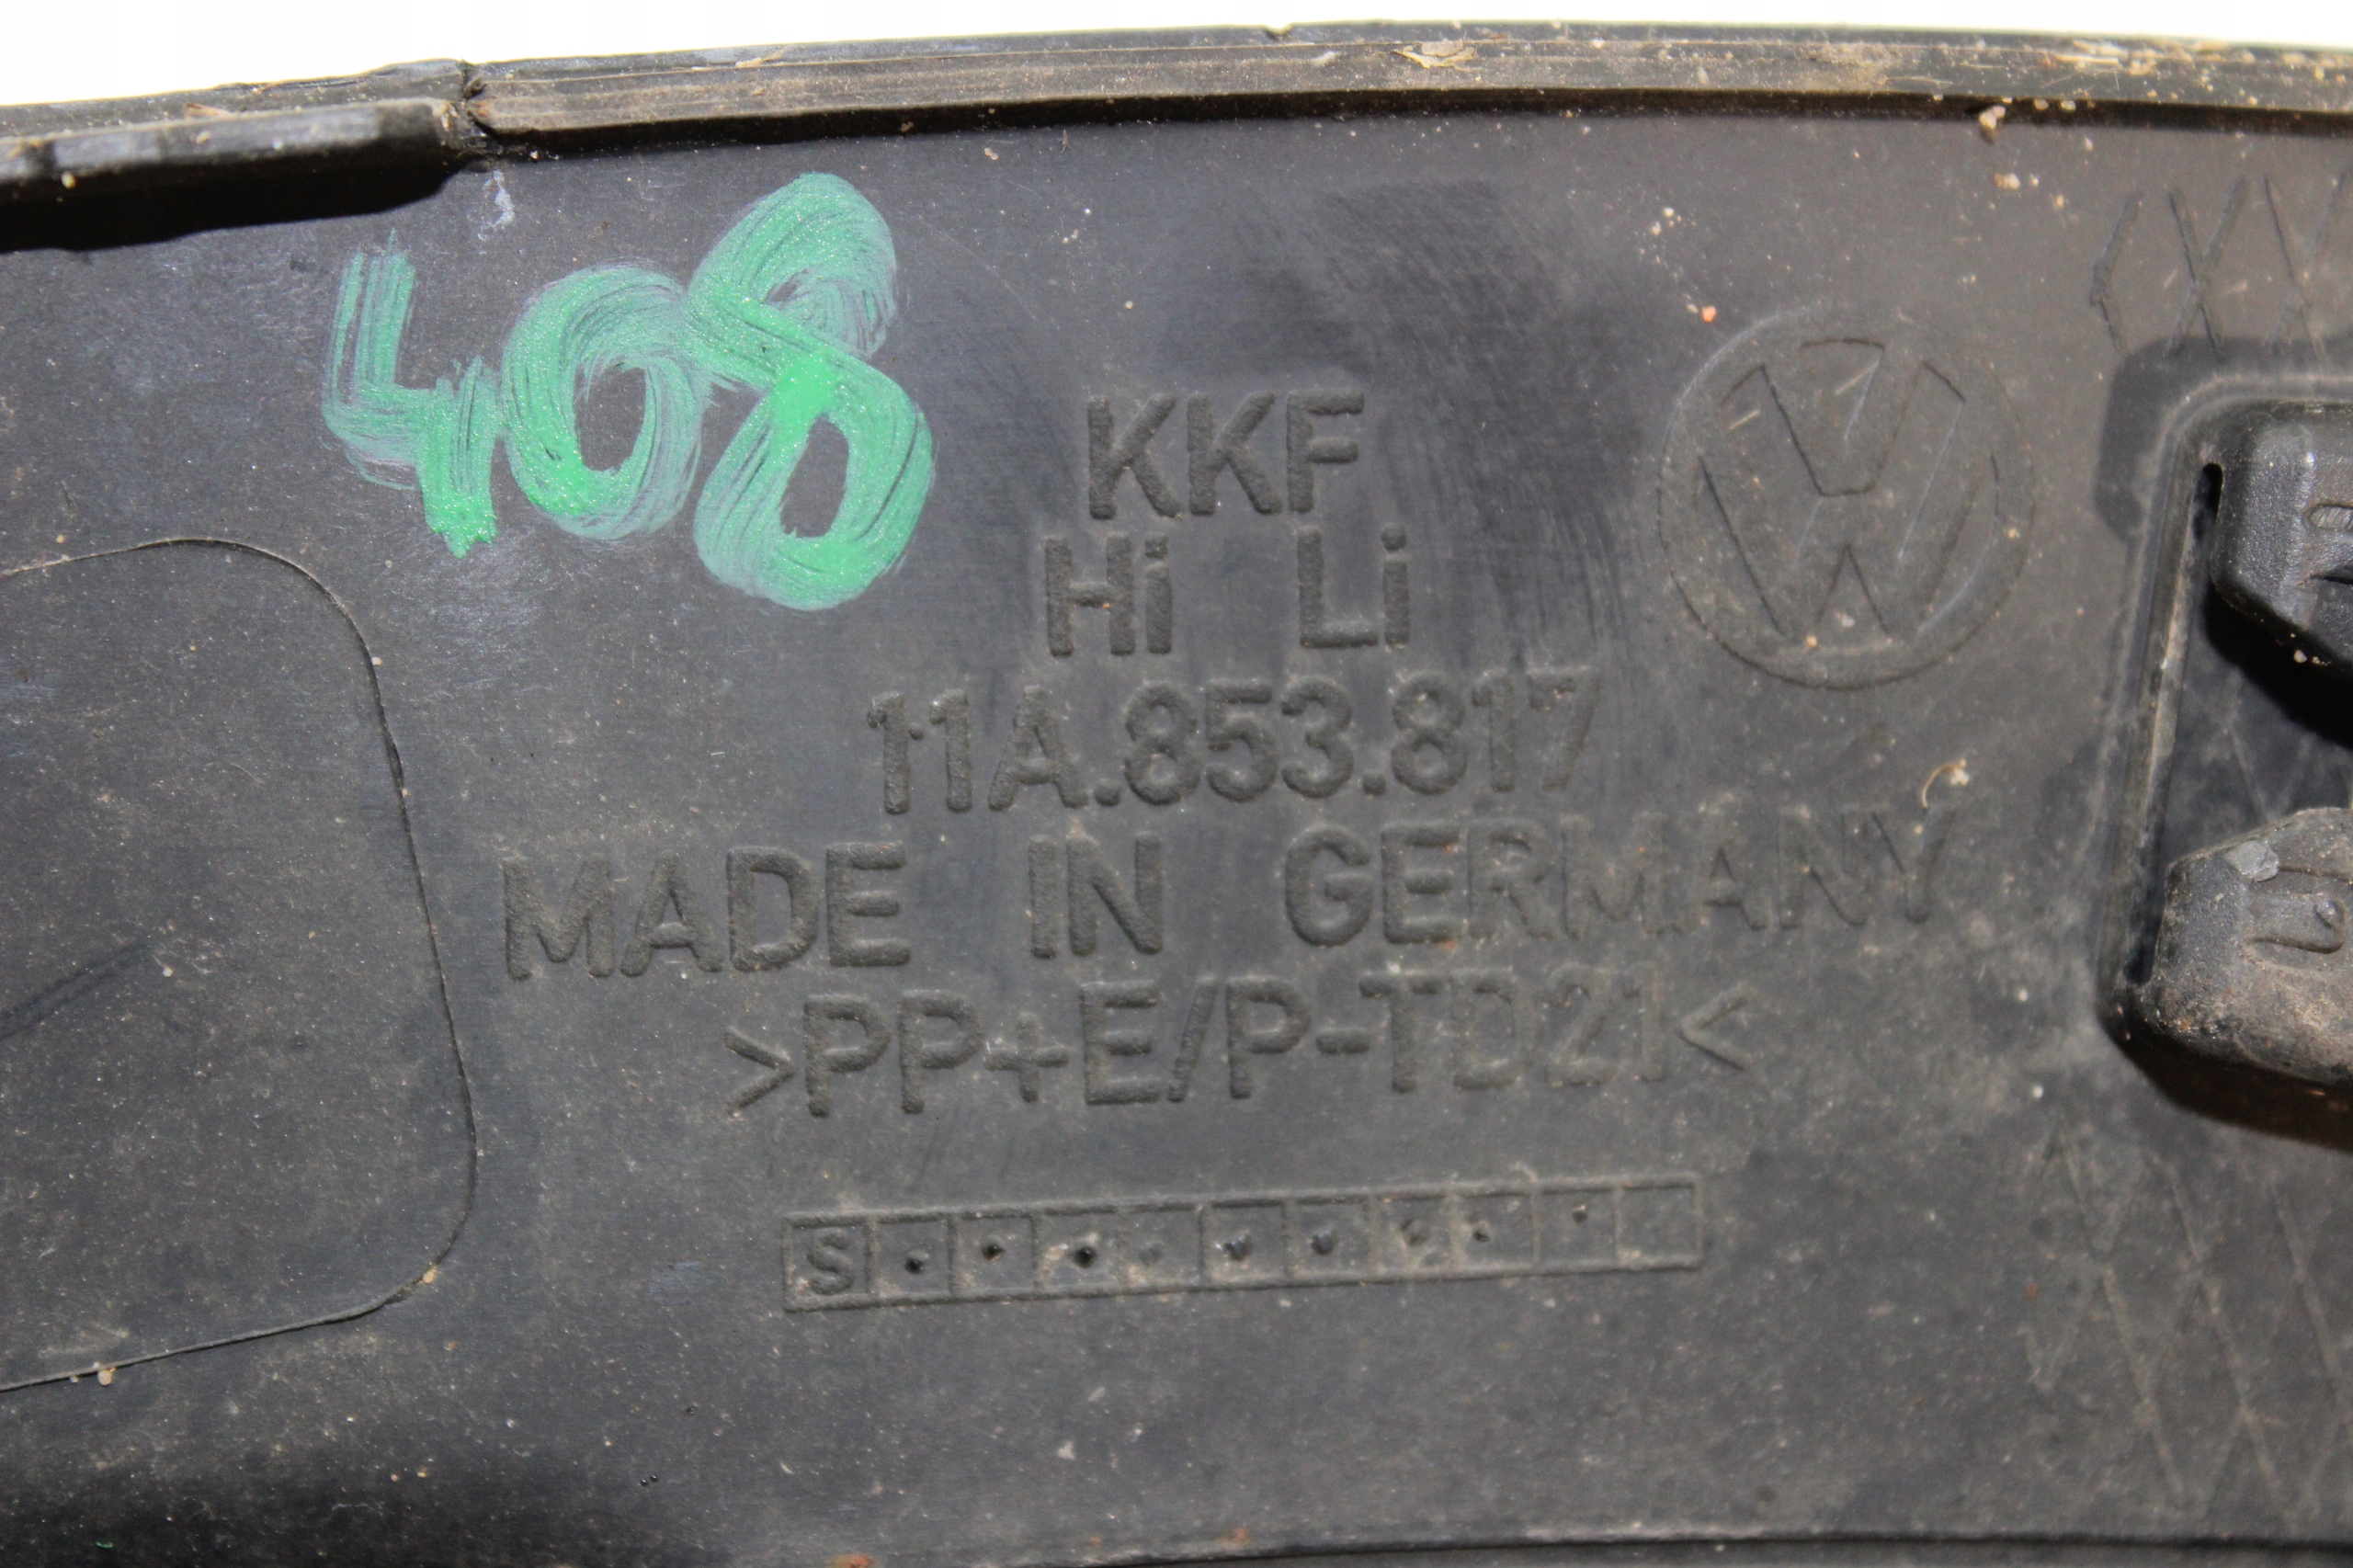 408
KKF
Hi Li
11A.853.817
MADE IN GERMANY
>PP+E/P-TD21<
S